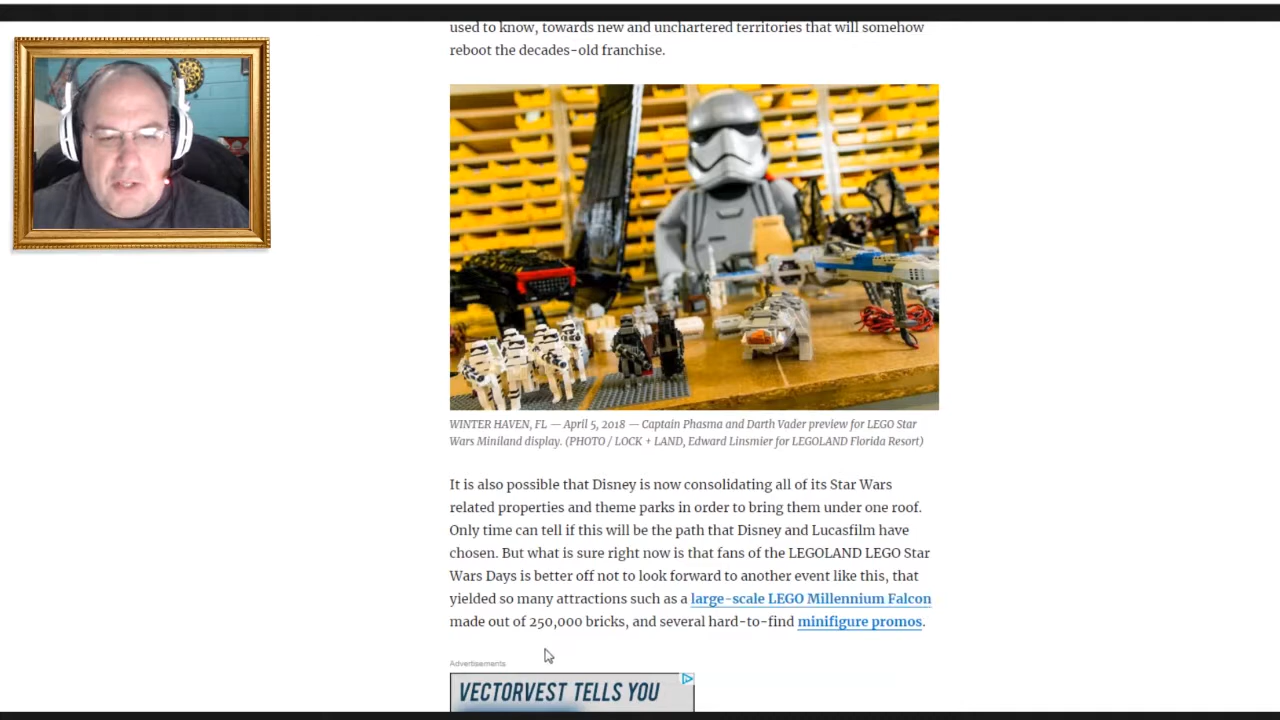 used to know, towards new and unchartered territories that will somehow
reboot the decades-old franchise.
WINTER HAVEN, FL — April 5, 2018 — Captain Phasma and Darth Vader preview for LEGO Star
Wars Miniland display. (PHOTO / LOCK + LAND, Edward Linsmier for LEGOLAND Florida Resort)
It is also possible that Disney is now consolidating all of its Star Wars
related properties and theme parks in order to bring them under one roof.
Only time can tell if this will be the path that Disney and Lucasfilm have
chosen. But what is sure right now is that fans of the LEGOLAND LEGO Star
Wars Days is better off not to look forward to another event like this, that
yielded so many attractions such as a large-scale LEGO Millennium Falcon
made out of 250,000 bricks, and several hard-to-find minifigure promos.
Advertisements
VECTORVEST TELLS YOU